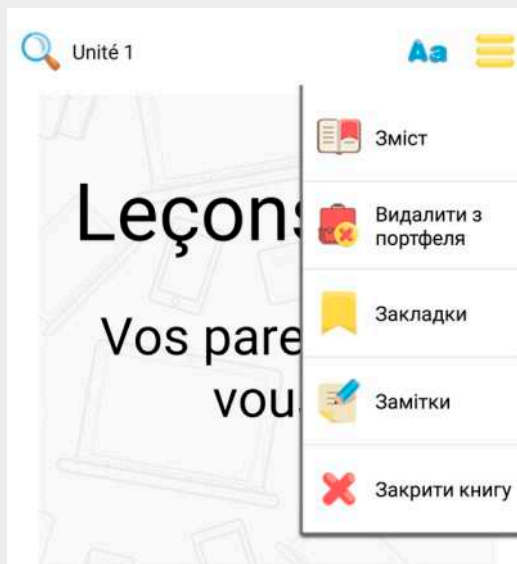 Unité 1
Aa
Зміст
Видалити з
портфеля
Закладки
Замітки
Закрити книгу
Leçons
Vos pare
vou